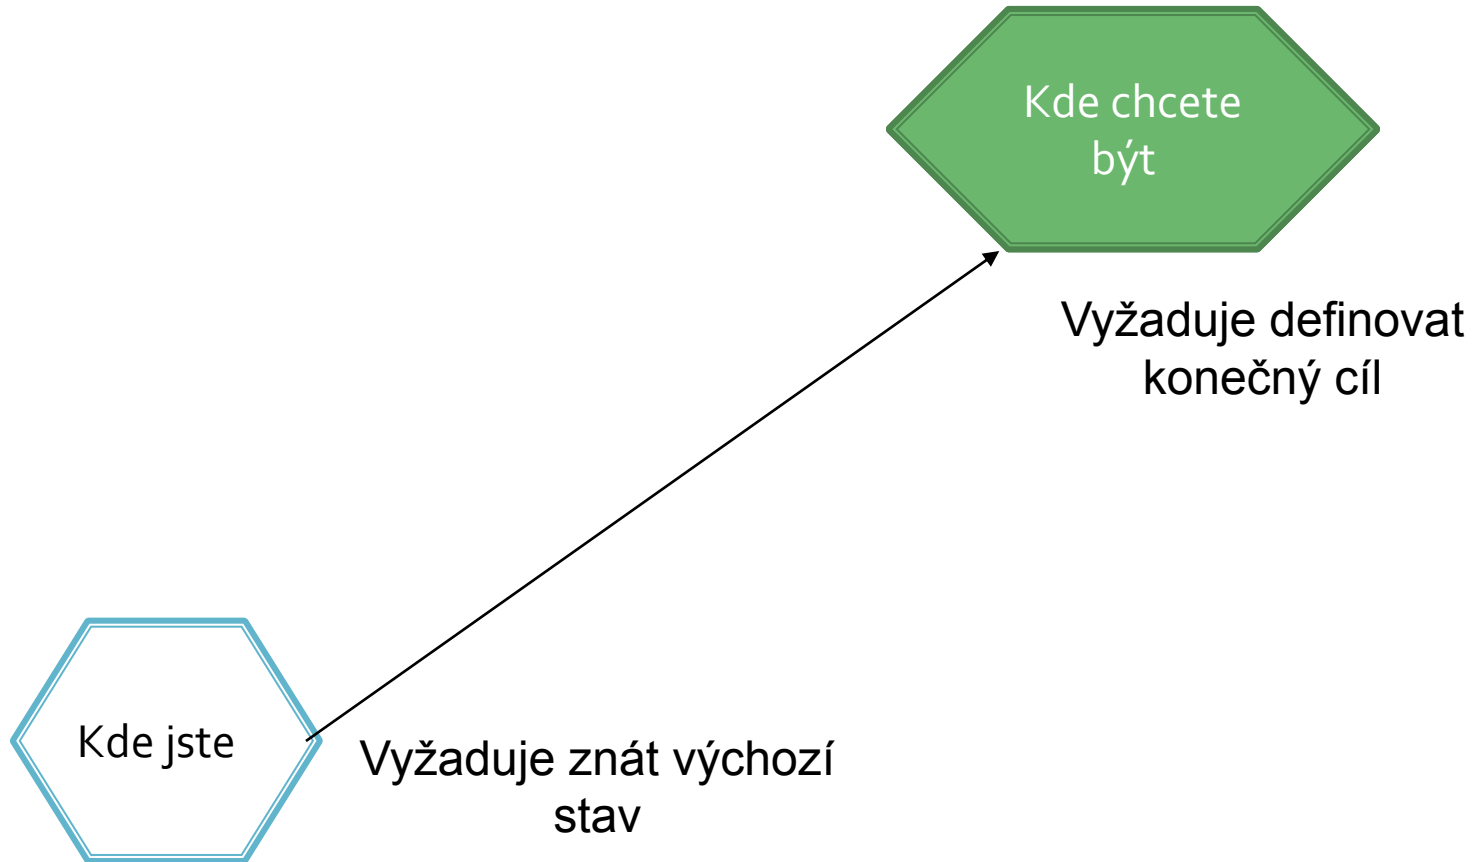 Kde chcete
být
Vyžaduje definovat
konečný cíl
Kde jste
Vyžaduje znát výchozí
stav